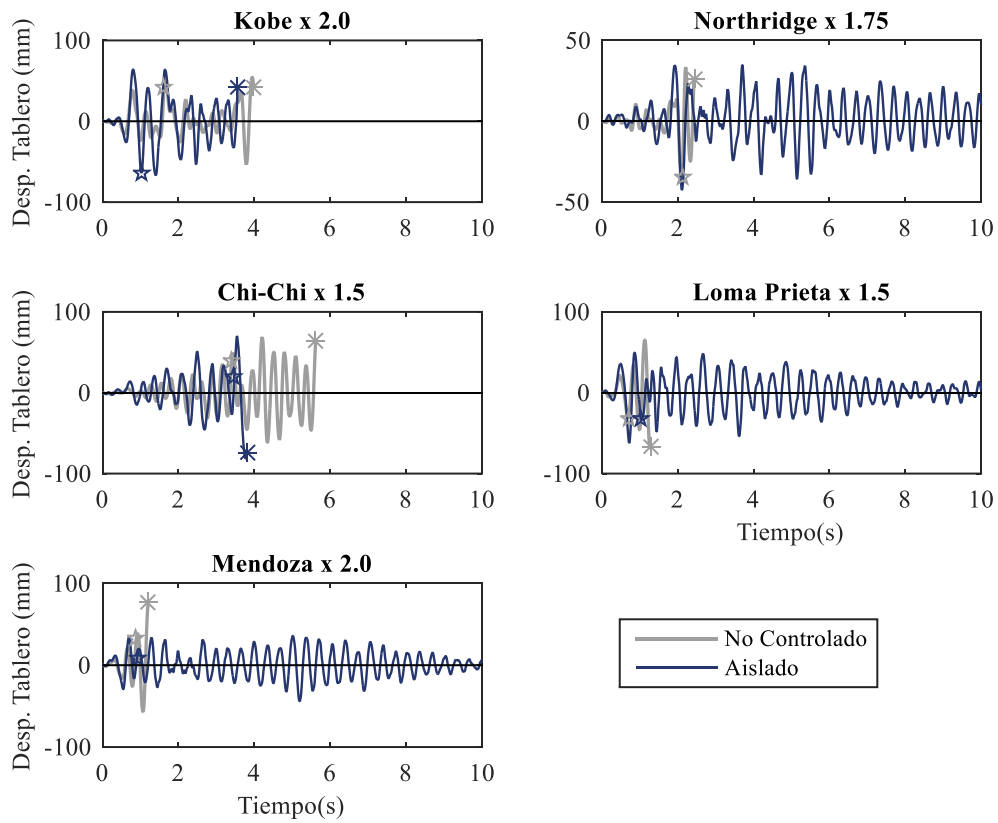 Kobe x 2.0
Desp. Tablero (mm)
100
0
-100
0 2 4 6 8 10
Northridge x 1.75
50
0
-50
0 2 4 6 8 10
Chi-Chi x 1.5
Desp. Tablero (mm)
100
0
-100
0 2 4 6 8 10
Loma Prieta x 1.5
100
0
-100
0 2 4 6 8 10
Tiempo(s)
Mendoza x 2.0
Desp. Tablero (mm)
100
0
-100
0 2 4 6 8 10
Tiempo(s)
No Controlado
Aislado